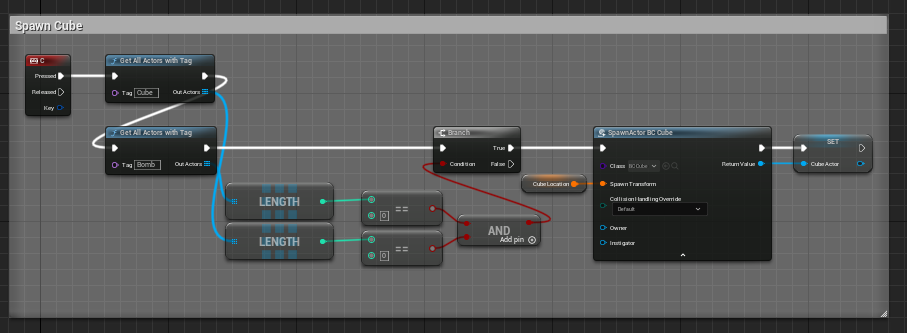 Spawn Cube
C
Pressed
Released
Key
Get All Actors with Tag
Tag Cube Out Actors
Get All Actors with Tag
Tag Bomb Out Actors
LENGTH
LENGTH
==
0
==
0
AND
Add pin
Branch
True
Condition False
Cube Location
SpawnActor BC Cube
Class BC Cube Return Value
Spawn Transform
Collision Handling Override
Default
Owner
Instigator
SET
Cube Actor